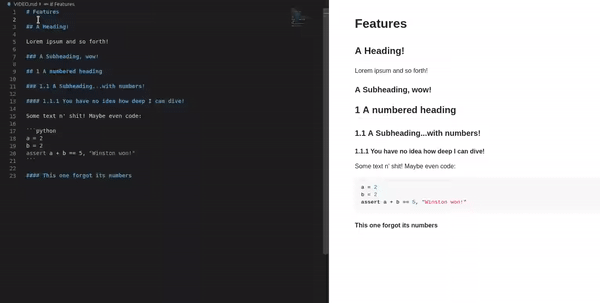 VIDEO.md > # Features
1 # Features
2
3 ## A Heading!
4
5 Lorem ipsum and so forth!
6
7 ### A Subheading, wow!
8
9 ## 1 A numbered heading
10
11 ### 1.1 A Subheading...with numbers!
12
13 #### 1.1.1 You have no idea how deep I can dive!
14
15 Some text n' shit! Maybe even code:
16
17 ```python
18 a = 2
19 b = 2
20 assert a + b == 5, "Winston won!"
21 ```
22
23 #### This one forgot its numbers
Features
A Heading!
Lorem ipsum and so forth!
A Subheading, wow!
1 A numbered heading
1.1 A Subheading...with numbers!
1.1.1 You have no idea how deep I can dive!
Some text n' shit! Maybe even code:
a = 2
b = 2
assert a + b == 5, "Winston won!"
This one forgot its numbers